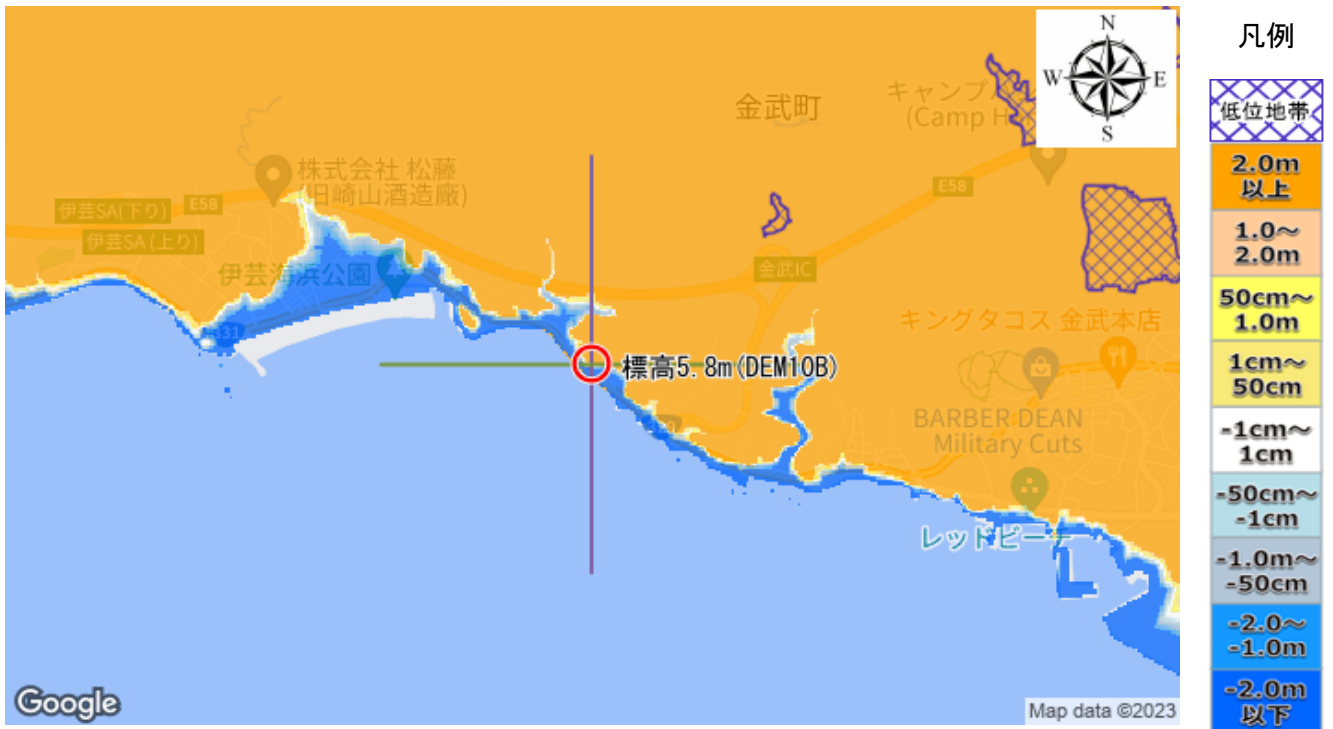 N
W
E
S
金武町
キャンプ
(Camp H
株式会社 松藤
(旧崎山酒造廠)
伊芸SA(下り)
E58
E58
伊芸SA(上り)
伊芸海浜公園
金武IC
キングタコス 金武本店
標高5.8m(DEM10B)
BARBER DEAN
Military Cuts
レッドビーチ
Google
Map data ©2023
凡例
低位地帯
2.0m
以上
1.0～
2.0m
50cm～
1.0m
1cm～
50cm
-1cm～
1cm
-50cm～
-1cm
-1.0m～
-50cm
-2.0～
-1.0m
-2.0m
以下